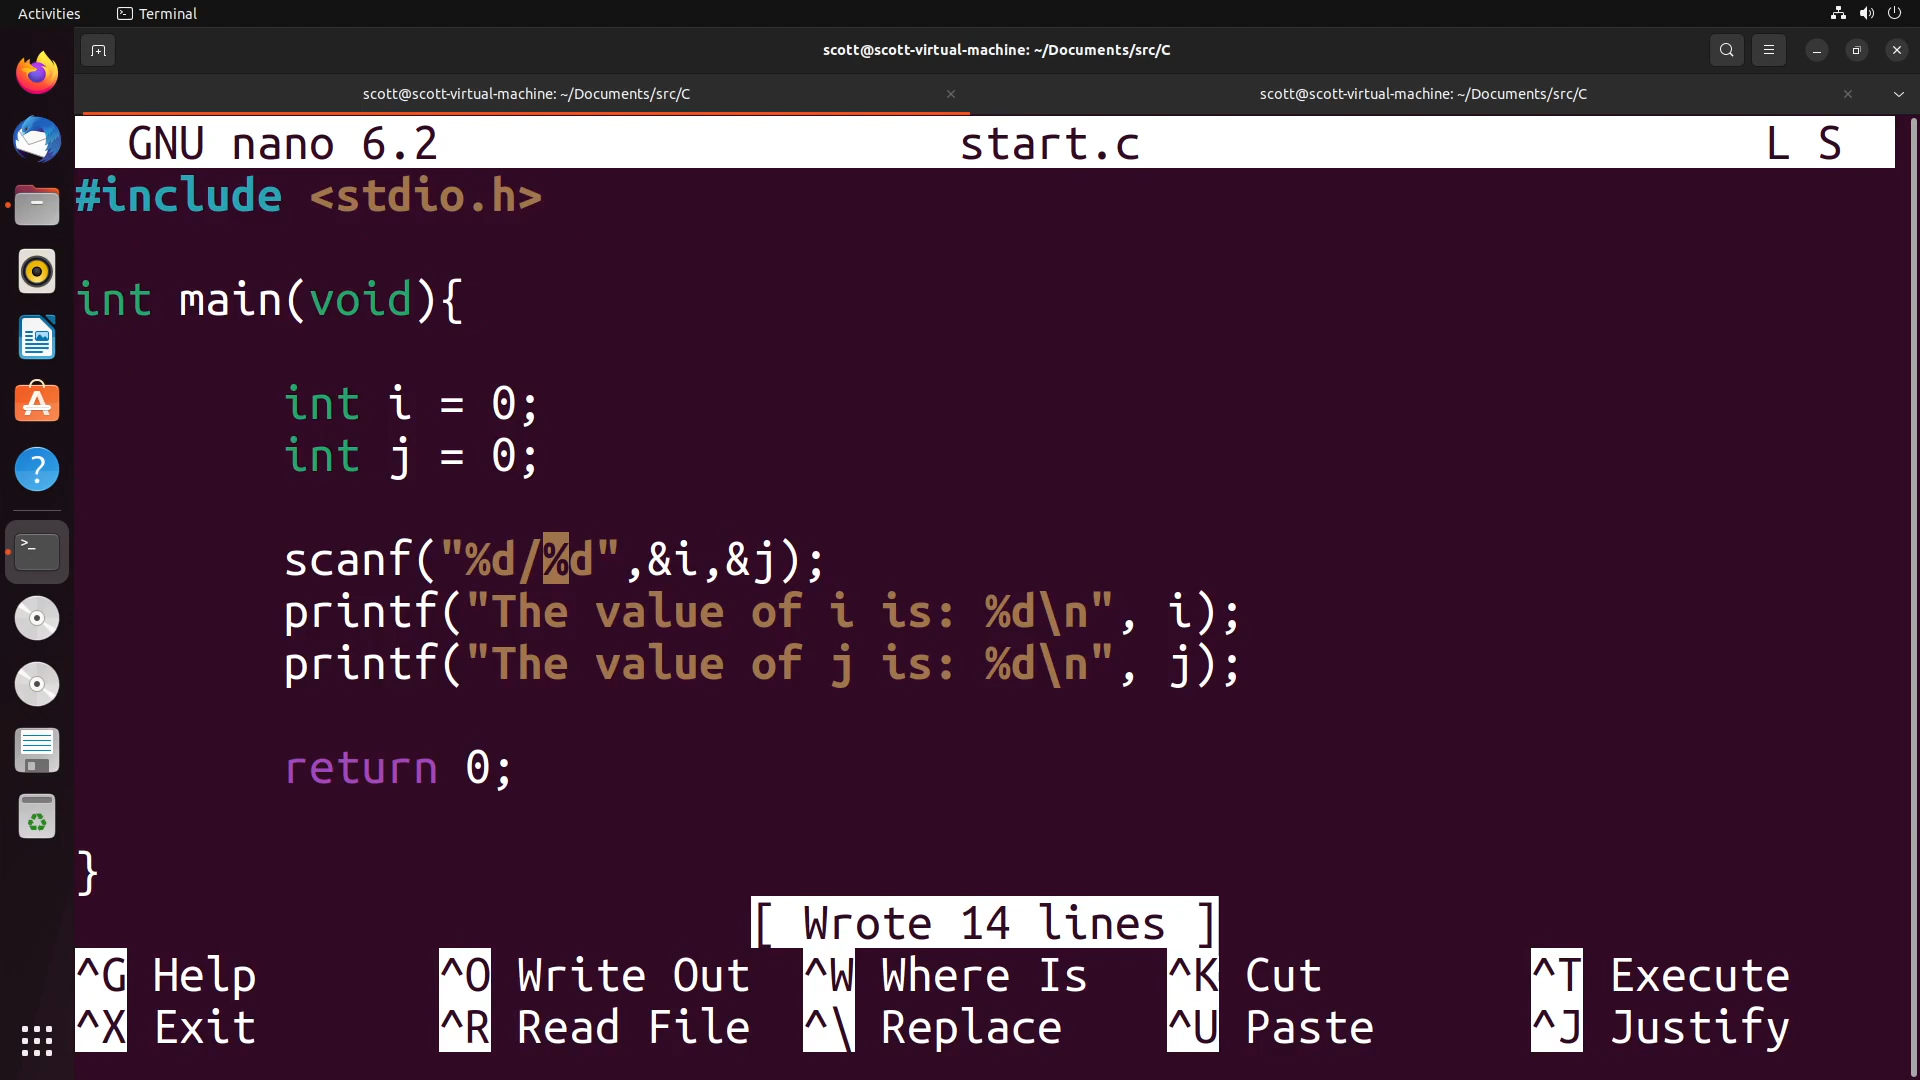 Activities
Terminal
scott@scott-virtual-machine: ~/Documents/src/C
scott@scott-virtual-machine: ~/Documents/src/C
scott@scott-virtual-machine: ~/Documents/src/C
GNU nano 6.2 start.c L S
#include <stdio.h>
int main(void){
int i = 0;
int j = 0;
scanf("%d/%d",&i,&j);
printf("The value of i is: %d\n", i);
printf("The value of j is: %d\n", j);
return 0;
}
[ Wrote 14 lines ]
^G Help ^O Write Out ^W Where Is ^K Cut ^T Execute
^X Exit ^R Read File ^\ Replace ^U Paste ^J Justify